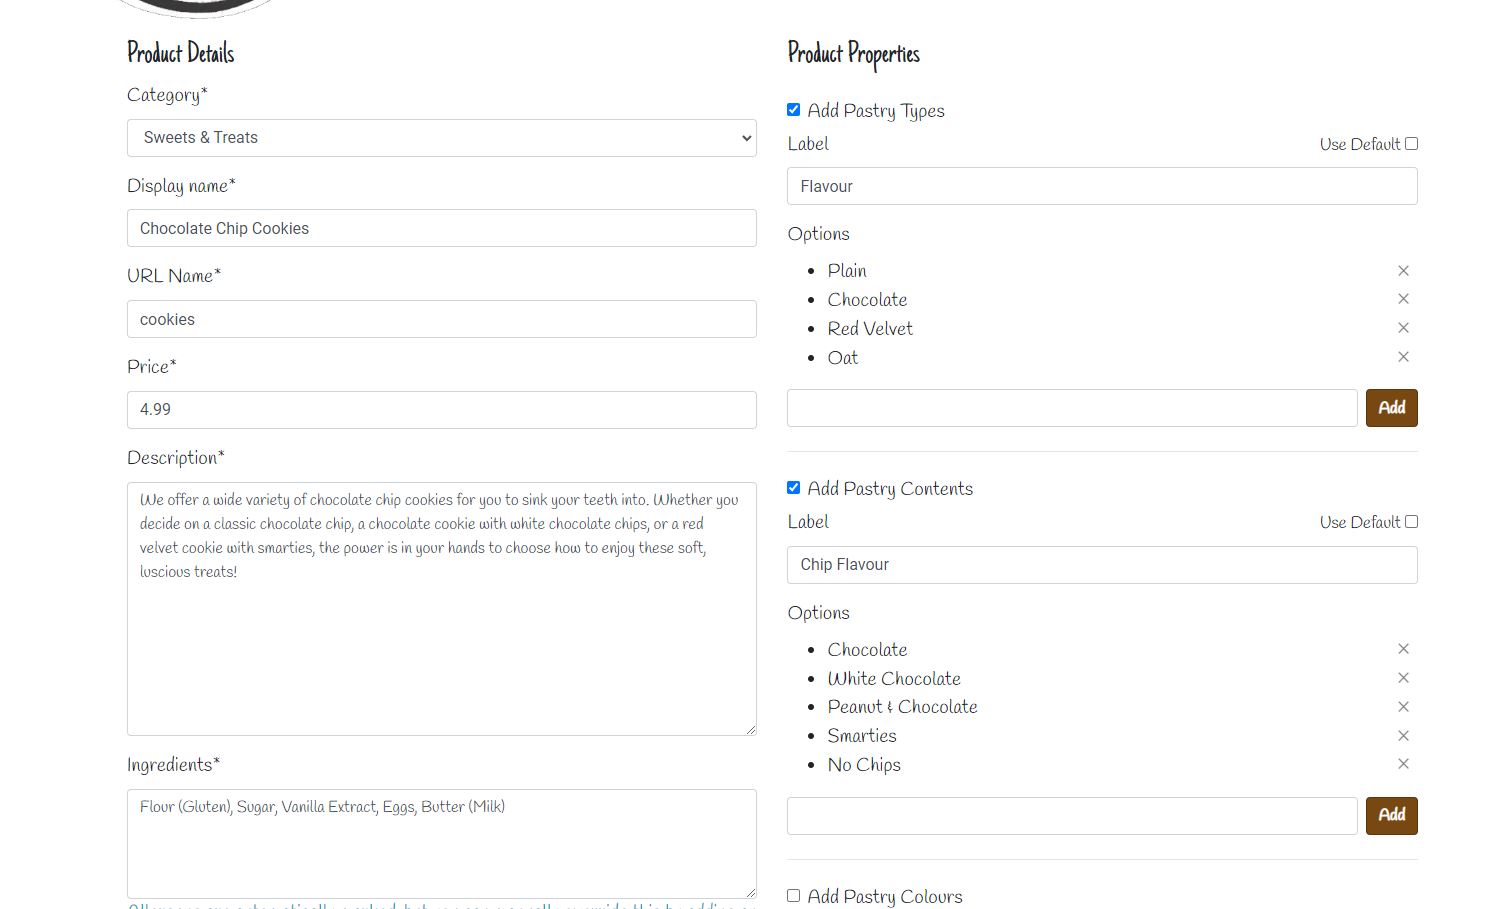 Product Details
Category*
Sweets & Treats
Display name*
Chocolate Chip Cookies
URL Name*
cookies
Price*
4.99
Description*
We offer a wide variety of chocolate chip cookies for you to sink your teeth into. Whether you
decide on a classic chocolate chip, a chocolate cookie with white chocolate chips, or a red
velvet cookie with smarties, the power is in your hands to choose how to enjoy these soft,
luscious treats!
Ingredients*
Flour (Gluten), Sugar, Vanilla Extract, Eggs, Butter (Milk)
Product Properties
Add Pastry Types
Label
Use Default
Flavour
Options
Plain
Chocolate
Red Velvet
Oat
Add
Add Pastry Contents
Label
Use Default
Chip Flavour
Options
Chocolate
White Chocolate
Peanut & Chocolate
Smarties
No Chips
Add
Add Pastry Colours